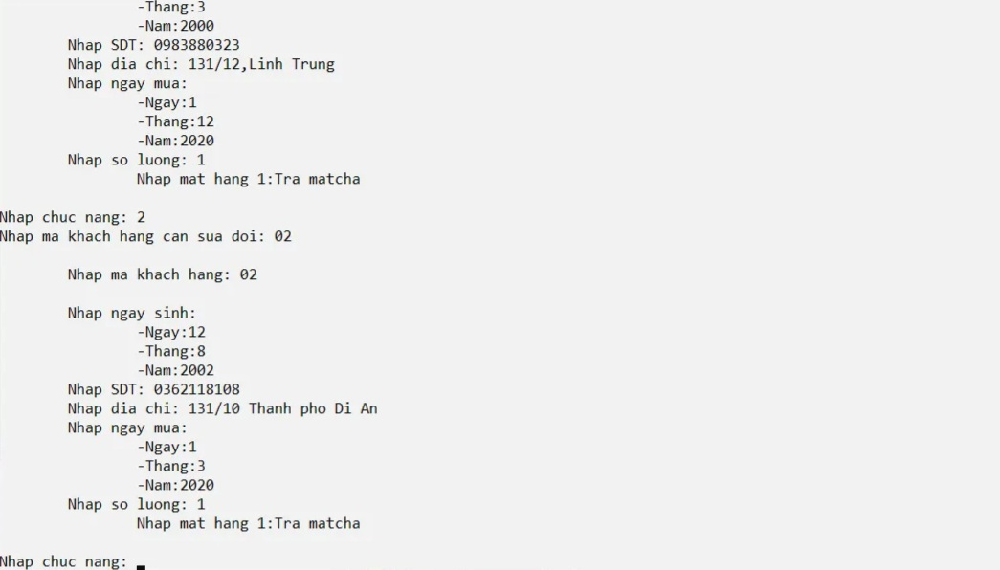 -Thang:3
-Nam:2000
Nhap SDT: 0983880323
Nhap dia chi: 131/12,Linh Trung
Nhap ngay mua:
-Ngay:1
-Thang:12
-Nam:2020
Nhap so luong: 1
Nhap mat hang 1:Tra matcha
Nhap chuc nang: 2
Nhap ma khach hang can sua doi: 02
Nhap ma khach hang: 02
Nhap ngay sinh:
-Ngay:12
-Thang:8
-Nam:2002
Nhap SDT: 0362118108
Nhap dia chi: 131/10 Thanh pho Di An
Nhap ngay mua:
-Ngay:1
-Thang:3
-Nam:2020
Nhap so luong: 1
Nhap mat hang 1:Tra matcha
Nhap chuc nang: